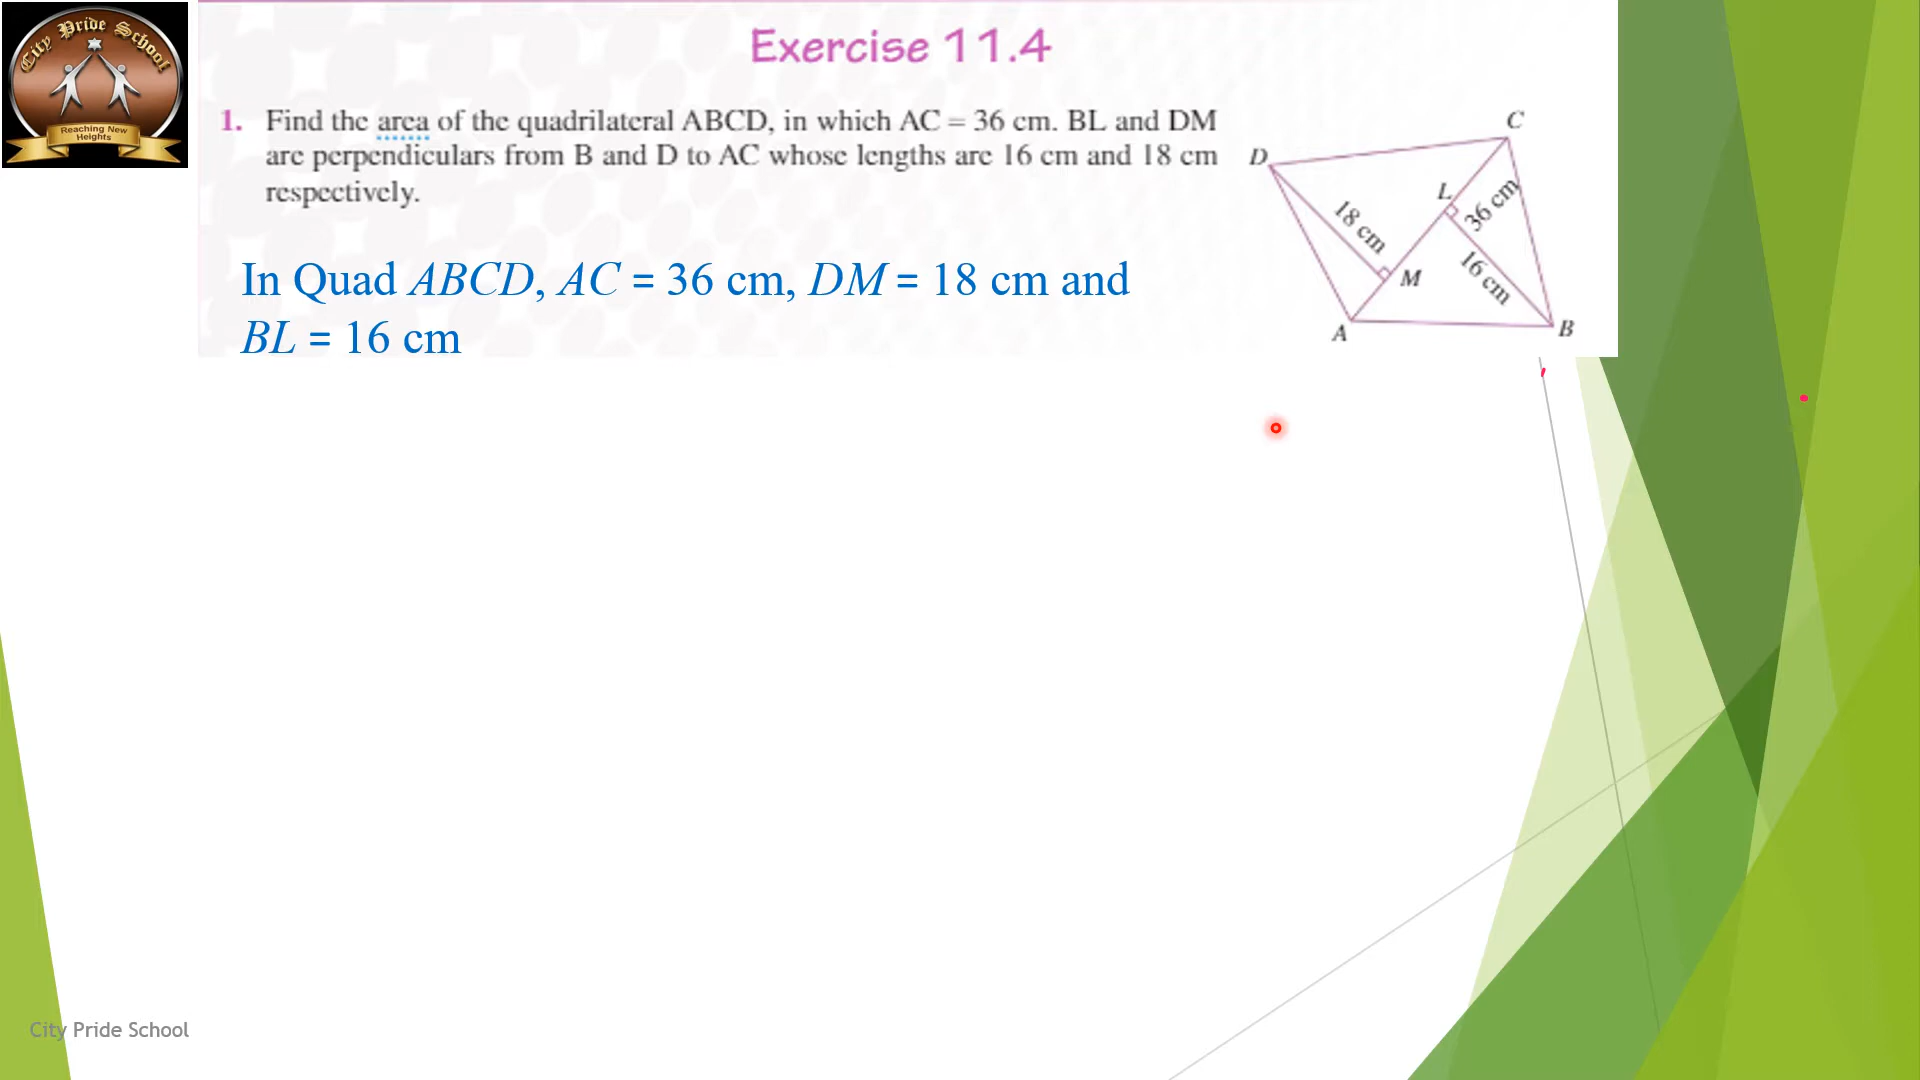 City Pride School
Reaching New
Heights
Exercise 11.4
1. Find the area of the quadrilateral ABCD, in which AC = 36 cm. BL and DM
are perpendiculars from B and D to AC whose lengths are 16 cm and 18 cm
respectively.
In Quad ABCD, AC = 36 cm, DM = 18 cm and
BL = 16 cm
C
D
L
36 cm
18 cm
M
16 cm
A
B
City Pride School